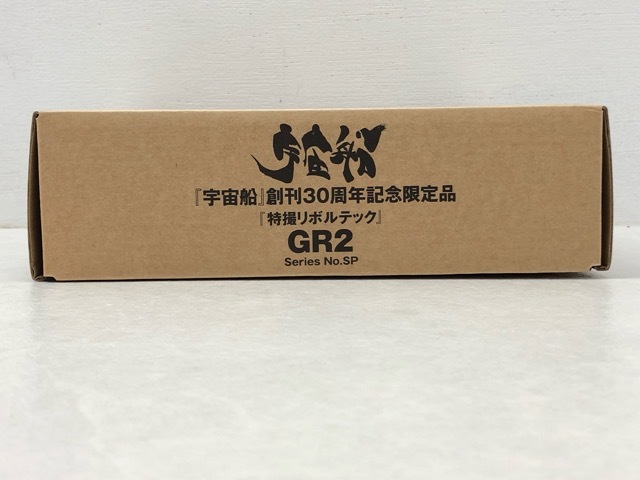 宇宙船
『宇宙船』創刊30周年記念限定品
『特撮リボルテック』
GR2
Series No.SP